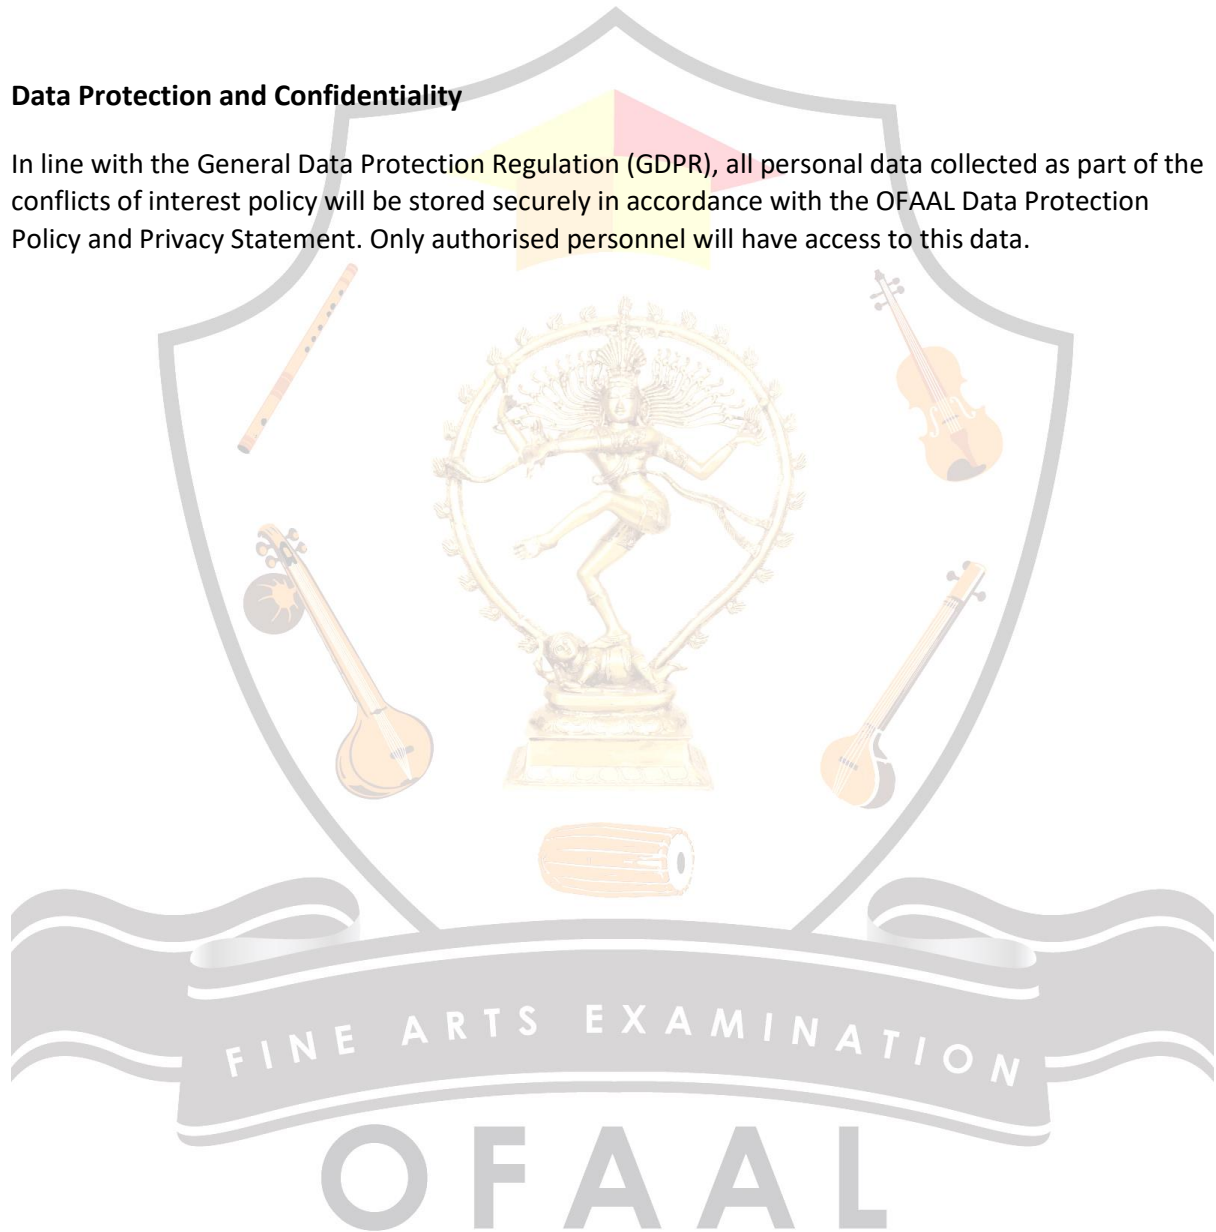 Data Protection and Confidentiality
In line with the General Data Protection Regulation (GDPR), all personal data collected as part of the
conflicts of interest policy will be stored securely in accordance with the OFAAL Data Protection
Policy and Privacy Statement. Only authorised personnel will have access to this data.
FINE ARTS EXAMINATION
OFAAL